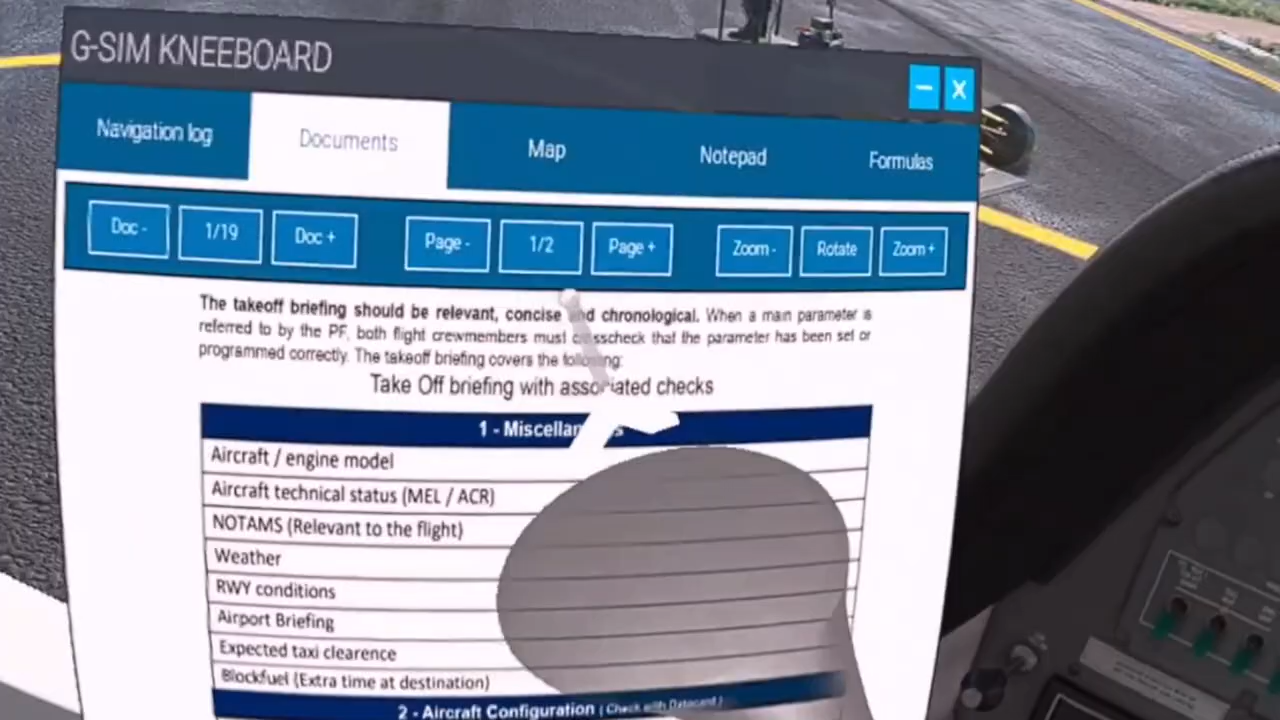 G-SIM KNEEBOARD
Navigation log
Documents
Map
Notepad
Formulas
Doc -
1/19
Doc +
Page -
1/2
Page +
Zoom -
Rotate
Zoom +
The takeoff briefing should be relevant, concise and chronological. When a main parameter is
referred to by the PF, both flight crewmembers must crosscheck that the parameter has been set or
programmed correctly. The takeoff briefing covers the following:
Take Off briefing with associated checks
1 - Miscellaneous
Aircraft / engine model
Aircraft technical status (MEL / ACR)
NOTAMS (Relevant to the flight)
Weather
RWY conditions
Airport Briefing
Expected taxi clearence
Blockfuel (Extra time at destination)
2 - Aircraft Configuration ( Check with Datacard )